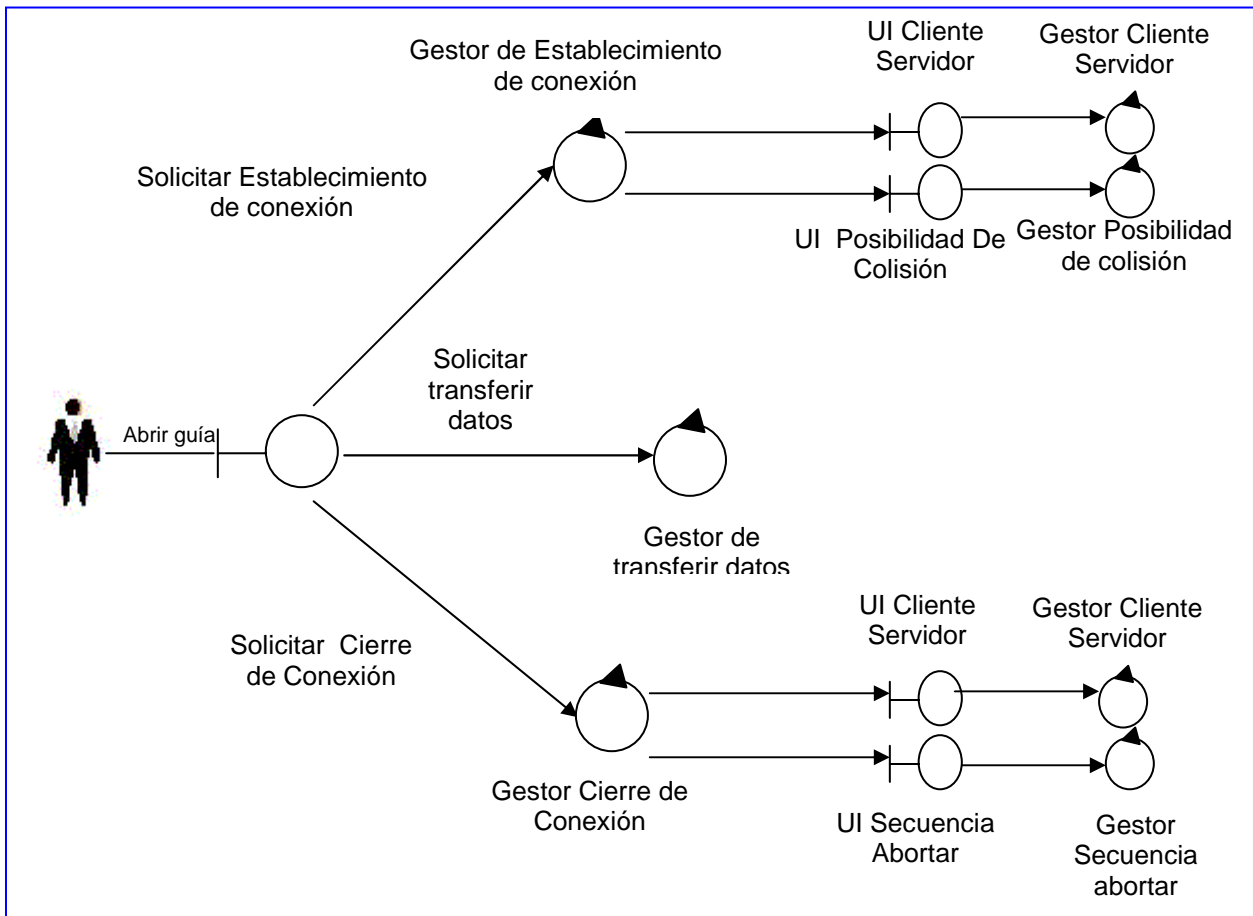 UI Cliente
Servidor
Gestor Cliente
Servidor
Gestor de Establecimiento
de conexión
Solicitar Establecimiento
de conexión
UI Posibilidad De
Colisión
Gestor Posibilidad
de colisión
Solicitar
transferir
datos
Abrir guía
Gestor de
transferir datos
UI Cliente
Servidor
Gestor Cliente
Servidor
Solicitar Cierre
de Conexión
Gestor Cierre de
Conexión
UI Secuencia
Abortar
Gestor
Secuencia
abortar